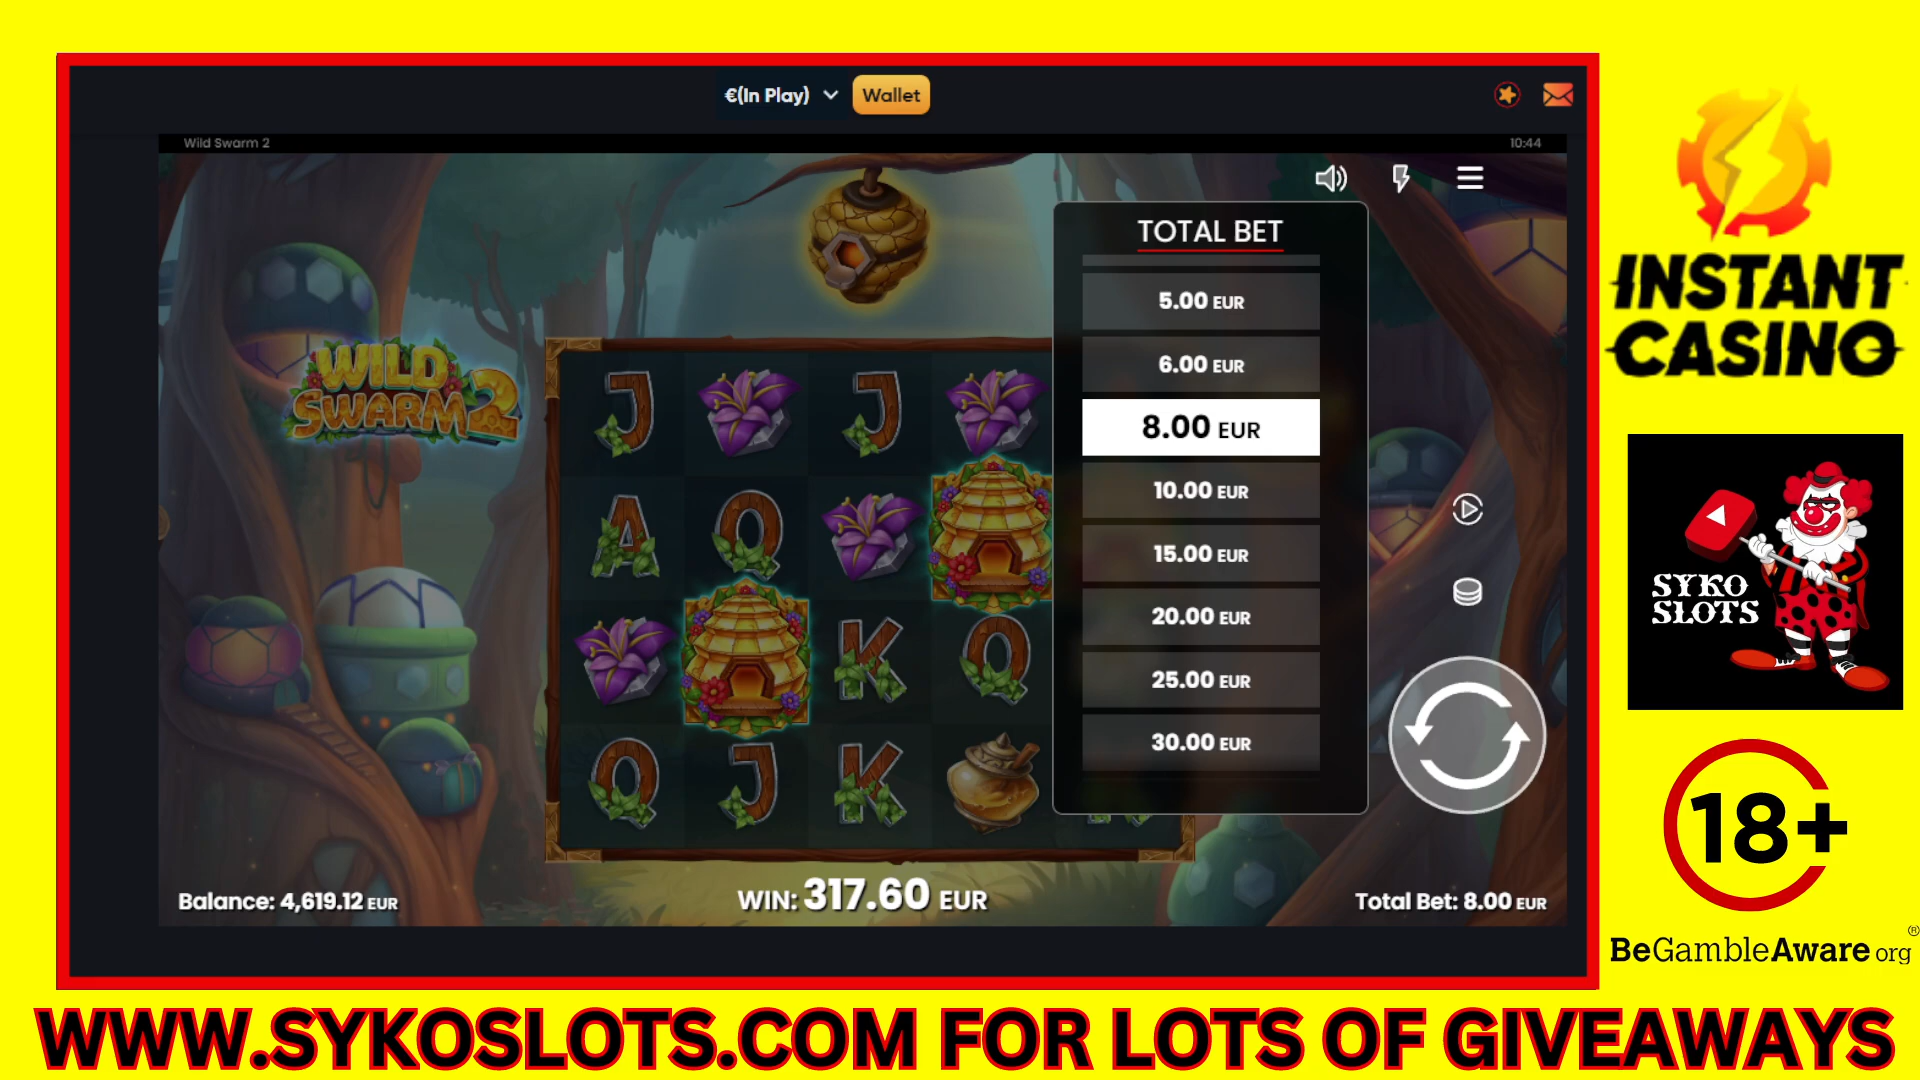 €(In Play)
Wallet
Wild Swarm 2
10:44
TOTAL BET
5.00 EUR
6.00 EUR
8.00 EUR
10.00 EUR
15.00 EUR
20.00 EUR
25.00 EUR
30.00 EUR
WILD
SWARM 2
J
J
A
Q
K
Q
Q
J
K
Balance: 4,619.12 EUR
WIN: 317.60 EUR
Total Bet: 8.00 EUR
INSTANT
CASINO
SYKO
SLOTS
18+
BeGambleAware.org®
WWW.SYKOSLOTS.COM FOR LOTS OF GIVEAWAYS